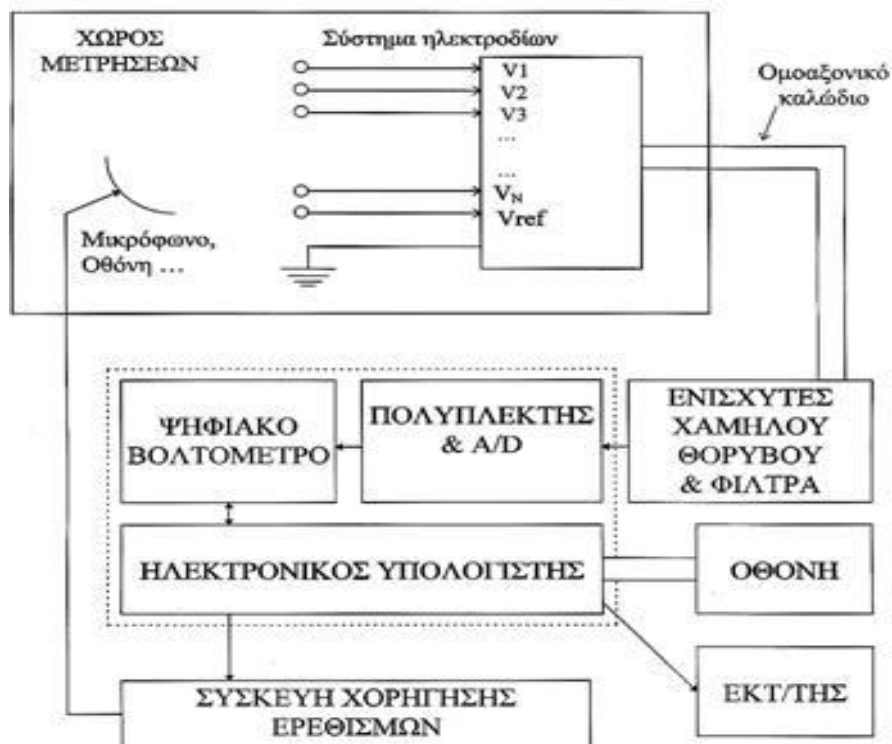 ΧΩΡΟΣ
ΜΕΤΡΗΣΕΩΝ
Σύστημα ηλεκτροδίων
V1
V2
V3
...
...
VN
Vref
Ομοαξονικό
καλώδιο
Μικρόφωνο,
Οθόνη ...
ΨΗΦΙΑΚΟ
ΒΟΛΤΟΜΕΤΡΟ
ΠΟΛΥΠΛΕΚΤΗΣ
& A/D
ΕΝΙΣΧΥΤΕΣ
ΧΑΜΗΛΟΥ
ΘΟΡΥΒΟΥ
& ΦΙΛΤΡΑ
ΗΛΕΚΤΡΟΝΙΚΟΣ ΥΠΟΛΟΓΙΣΤΗΣ
ΟΘΟΝΗ
ΕΚΤ/ΤΗΣ
ΣΥΣΚΕΥΗ ΧΟΡΗΓΗΣΗΣ
ΕΡΕΘΙΣΜΩΝ